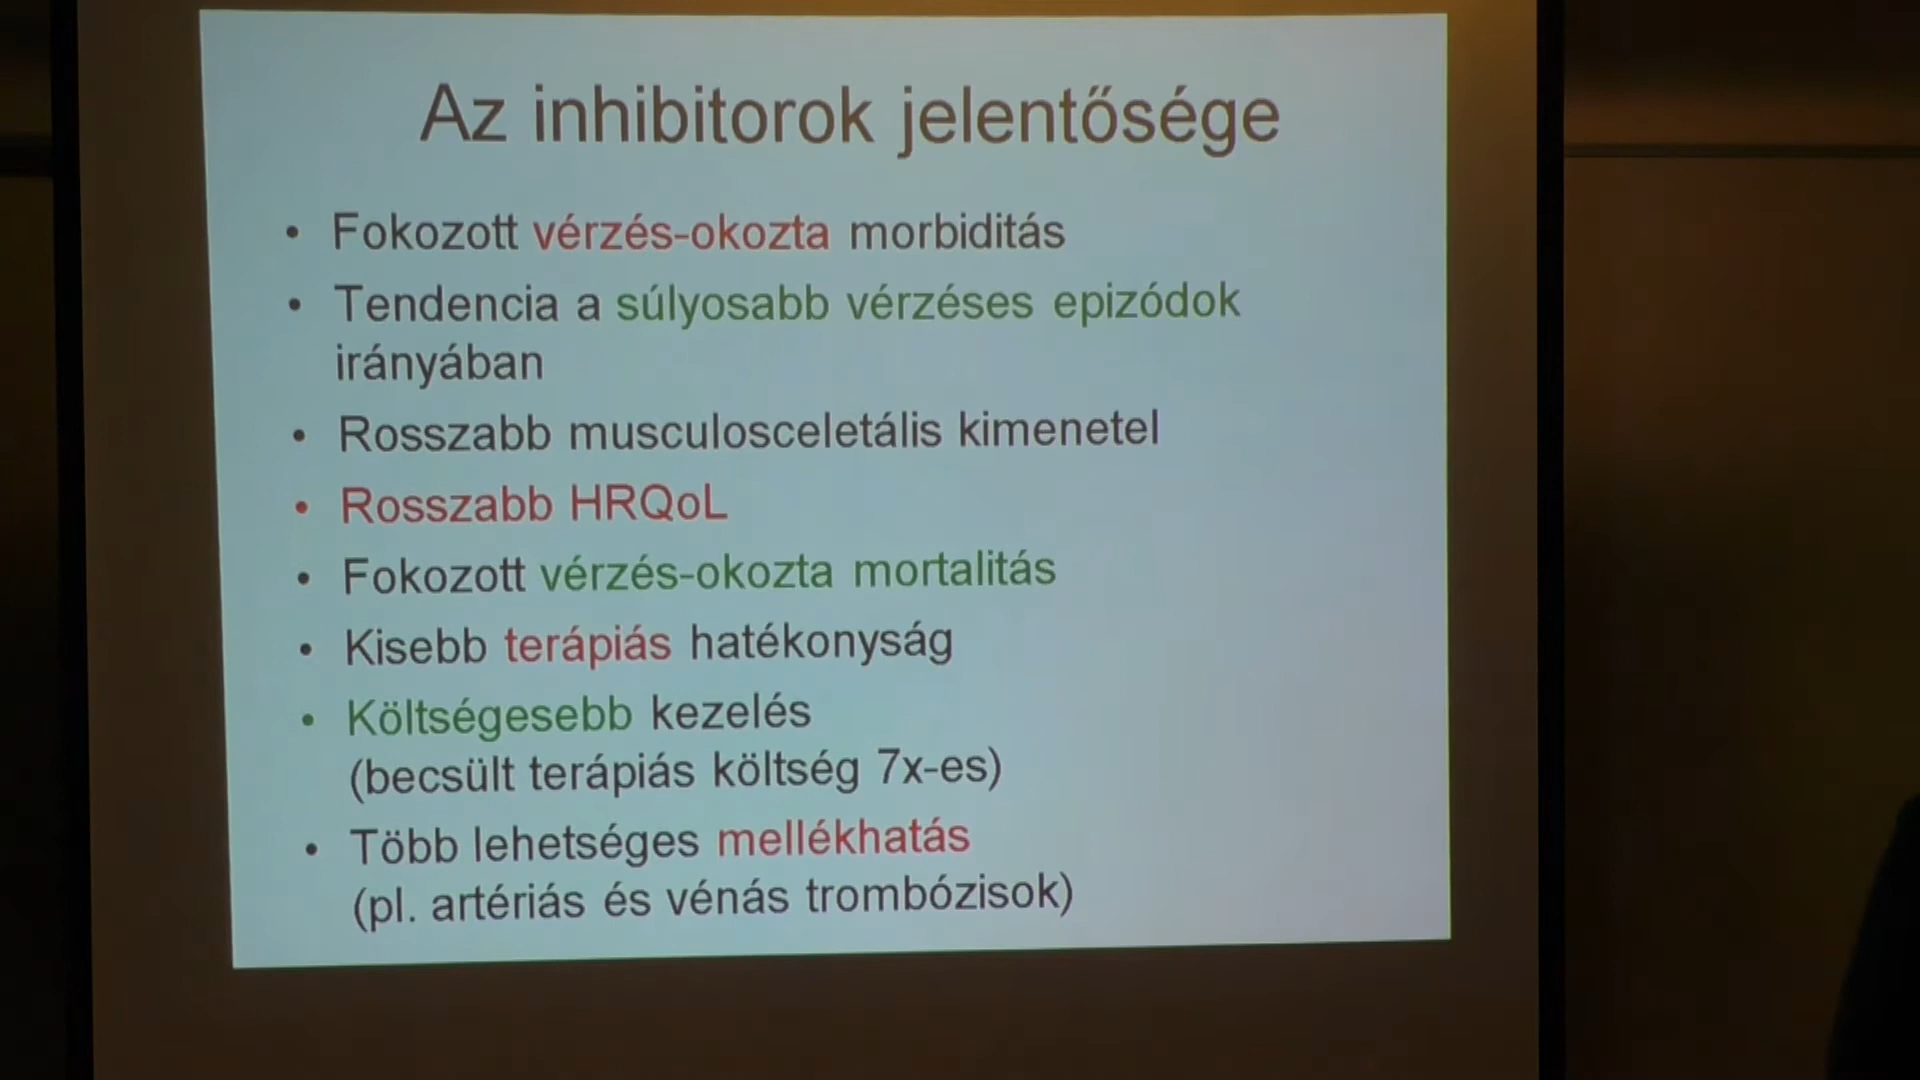 Az inhibitorok jelentősége
• Fokozott vérzés-okozta morbiditás
• Tendencia a súlyosabb vérzéses epizódok
irányában
• Rosszabb musculosceletális kimenetel
• Rosszabb HRQoL
• Fokozott vérzés-okozta mortalitás
• Kisebb terápiás hatékonyság
• Költségesebb kezelés
(becsült terápiás költség 7x-es)
• Több lehetséges mellékhatás
(pl. artériás és vénás trombózisok)